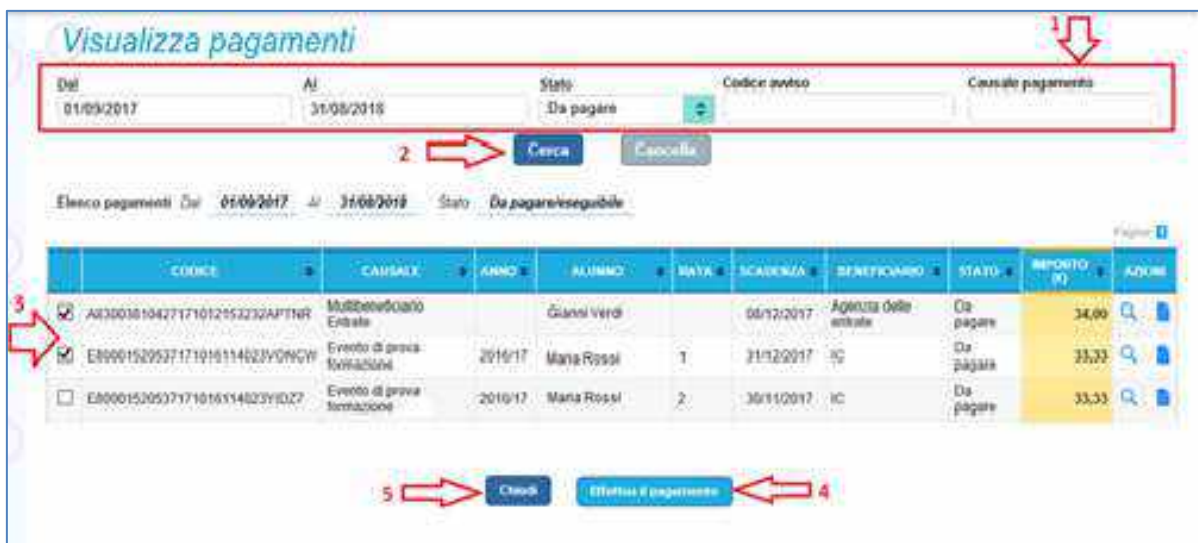 1
Visualizza pagamenti
Dal Al Stato Codice avviso Causale pagamento
01/09/2017 31/08/2018 Da pagare
2 Cerca Cancella
Elenco pagamenti Dal 01/09/2017 Al 31/08/2018 Stato Da pagare/eseguibile
Pagine: 1
CODICE CAUSALE ANNO ALUNNO RATA SCADENZA BENEFICIARIO STATO IMPORTO (€) AZIONI
3
Multibeneficiario Entrate Gianni Verdi 08/12/2017 Agenzia delle entrate Da pagare 34,00
Evento di prova formazione 2016/17 Maria Rossi 1 31/12/2017 IC Da pagare 33,33
Evento di prova formazione 2016/17 Maria Rossi 2 30/11/2017 IC Da pagare 33,33
5 Chiudi Effettua il pagamento 4